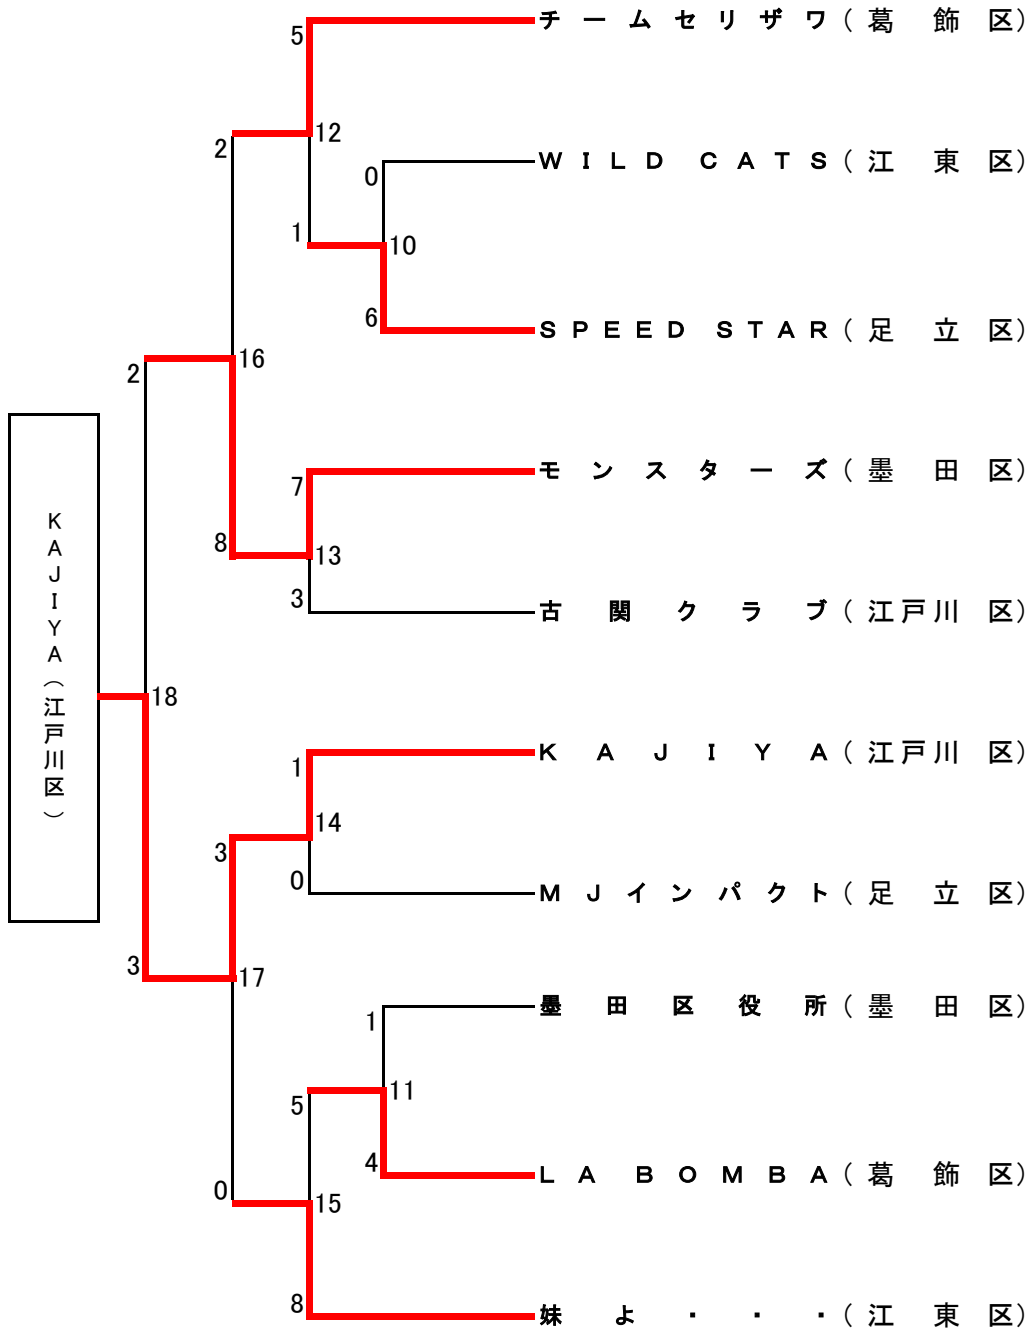 チームセリザワ（葛飾区）
5
12
2
WILD CATS（江東区）
0
1
10
6
SPEED STAR（足立区）
16
2
モンスターズ（墨田区）
7
8
13
3
古関クラブ（江戸川区）
KAJIYA（江戸川区）
18
KAJIYA（江戸川区）
1
14
3
0
MJインパクト（足立区）
3
17
墨田区役所（墨田区）
1
5
11
4
LA BOMBA（葛飾区）
0
15
8
妹よ・・・（江東区）